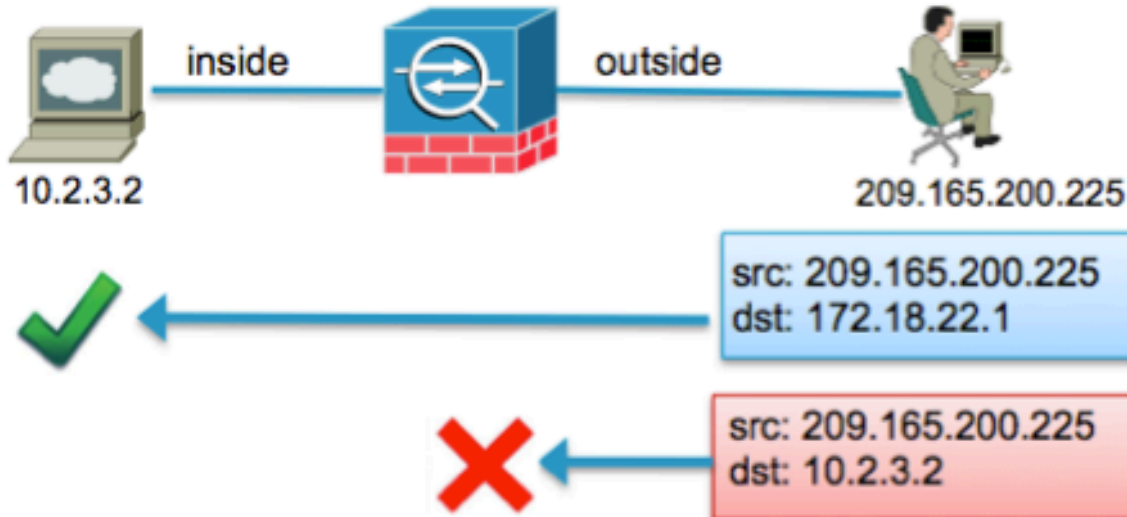 inside
outside
10.2.3.2
209.165.200.225
src: 209.165.200.225
dst: 172.18.22.1
src: 209.165.200.225
dst: 10.2.3.2